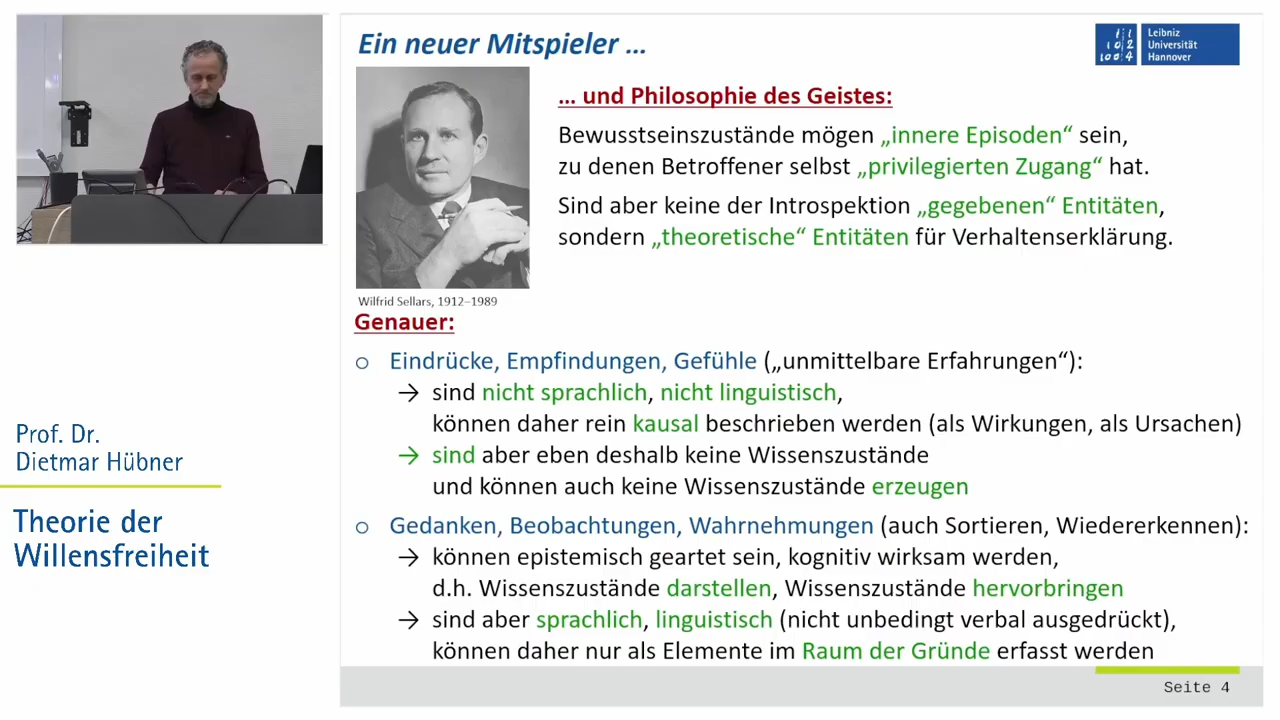 Ein neuer Mitspieler ...
Leibniz
Universität
Hannover
... und Philosophie des Geistes:
Bewusstseinszustände mögen „innere Episoden“ sein,
zu denen Betroffener selbst „privilegierten Zugang“ hat.
Sind aber keine der Introspektion „gegebenen“ Entitäten,
sondern „theoretische“ Entitäten für Verhaltenserklärung.
Wilfrid Sellars, 1912–1989
Genauer:
o Eindrücke, Empfindungen, Gefühle („unmittelbare Erfahrungen“):
→ sind nicht sprachlich, nicht linguistisch,
können daher rein kausal beschrieben werden (als Wirkungen, als Ursachen)
→ sind aber eben deshalb keine Wissenszustände
und können auch keine Wissenszustände erzeugen
o Gedanken, Beobachtungen, Wahrnehmungen (auch Sortieren, Wiedererkennen):
→ können epistemisch geartet sein, kognitiv wirksam werden,
d.h. Wissenszustände darstellen, Wissenszustände hervorbringen
→ sind aber sprachlich, linguistisch (nicht unbedingt verbal ausgedrückt),
können daher nur als Elemente im Raum der Gründe erfasst werden
Prof. Dr.
Dietmar Hübner
Theorie der
Willensfreiheit
Seite 4